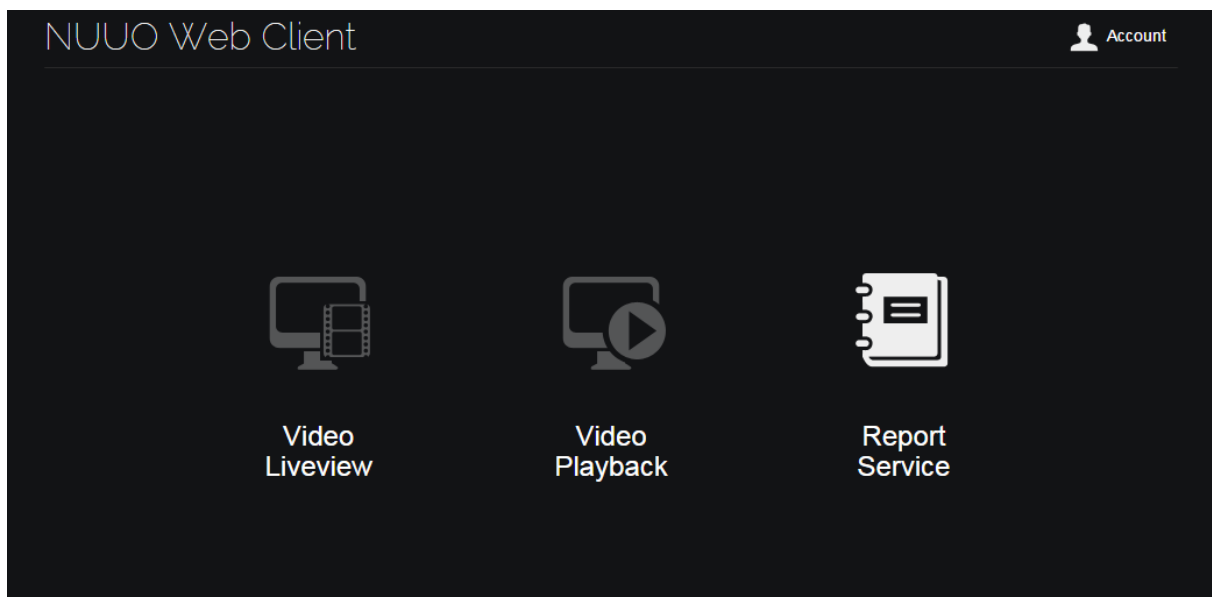 NUUO Web Client
Account
Video
Liveview
Video
Playback
Report
Service